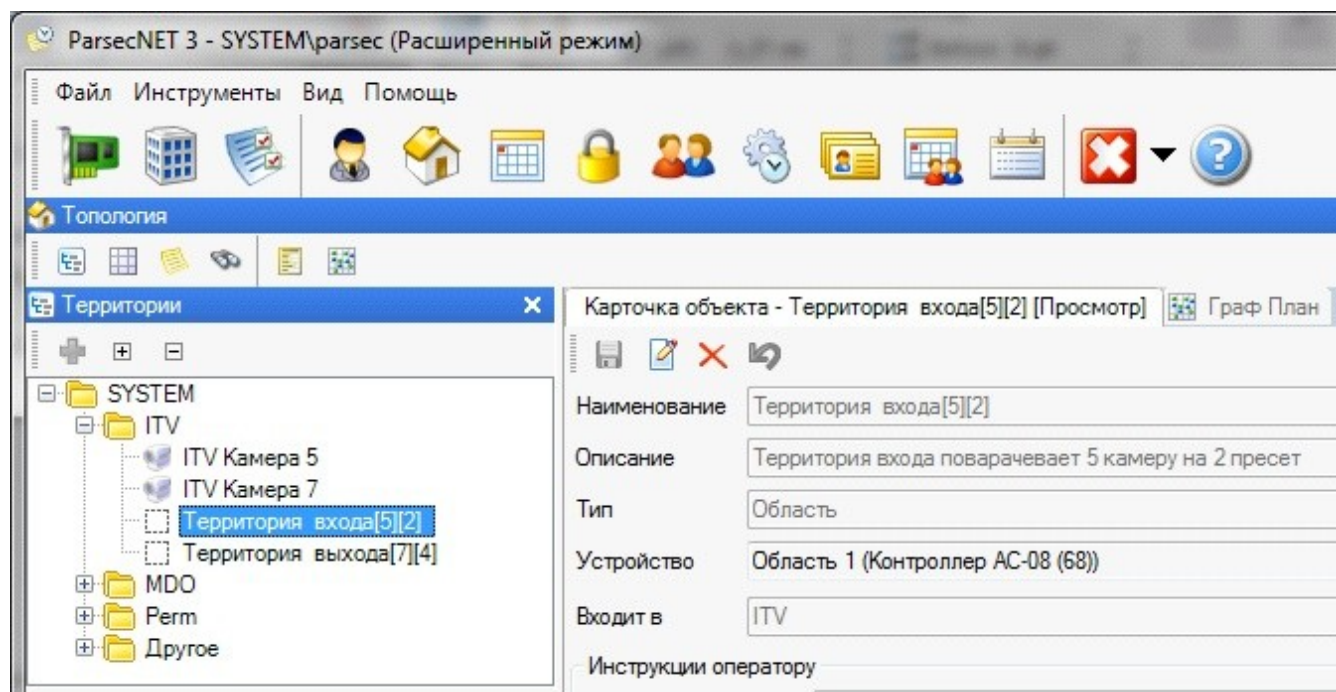 ParsecNET 3 - SYSTEM\parsec (Расширенный режим)
Файл Инструменты Вид Помощь
Топология
Территории
Карточка объекта - Территория входа[5][2] [Просмотр] Граф План
SYSTEM
ITV
ITV Камера 5
ITV Камера 7
Территория входа[5][2]
Территория выхода[7][4]
MDO
Perm
Другое
Наименование Территория входа[5][2]
Описание Территория входа поварачевает 5 камеру на 2 пресет
Тип Область
Устройство Область 1 (Контроллер AC-08 (68))
Входит в ITV
Инструкции оператору